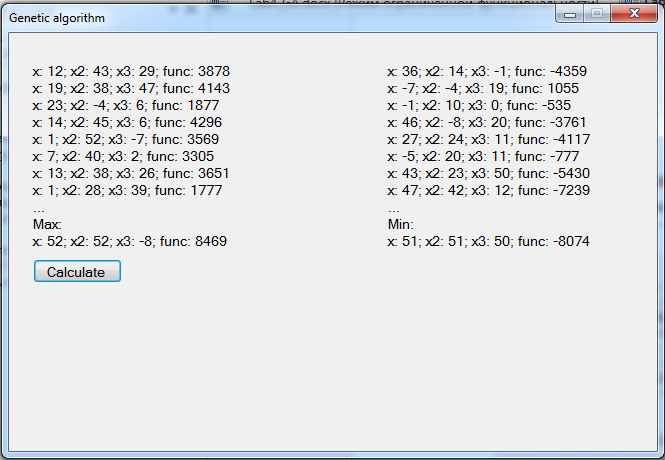 Genetic algorithm
x: 12; x2: 43; x3: 29; func: 3878
x: 19; x2: 38; x3: 47; func: 4143
x: 23; x2: -4; x3: 6; func: 1877
x: 14; x2: 45; x3: 6; func: 4296
x: 1; x2: 52; x3: -7; func: 3569
x: 7; x2: 40; x3: 2; func: 3305
x: 13; x2: 38; x3: 26; func: 3651
x: 1; x2: 28; x3: 39; func: 1777
...
Max:
x: 52; x2: 52; x3: -8; func: 8469
x: 36; x2: 14; x3: -1; func: -4359
x: -7; x2: -4; x3: 19; func: 1055
x: -1; x2: 10; x3: 0; func: -535
x: 46; x2: -8; x3: 20; func: -3761
x: 27; x2: 24; x3: 11; func: -4117
x: -5; x2: 20; x3: 11; func: -777
x: 43; x2: 23; x3: 50; func: -5430
x: 47; x2: 42; x3: 12; func: -7239
...
Min:
x: 51; x2: 51; x3: 50; func: -8074
Calculate